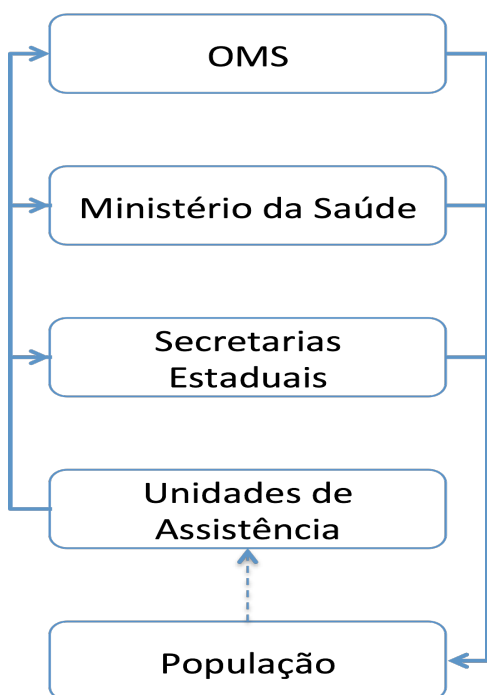 OMS
Ministério da Saúde
Secretarias
Estaduais
Unidades de
Assistência
População